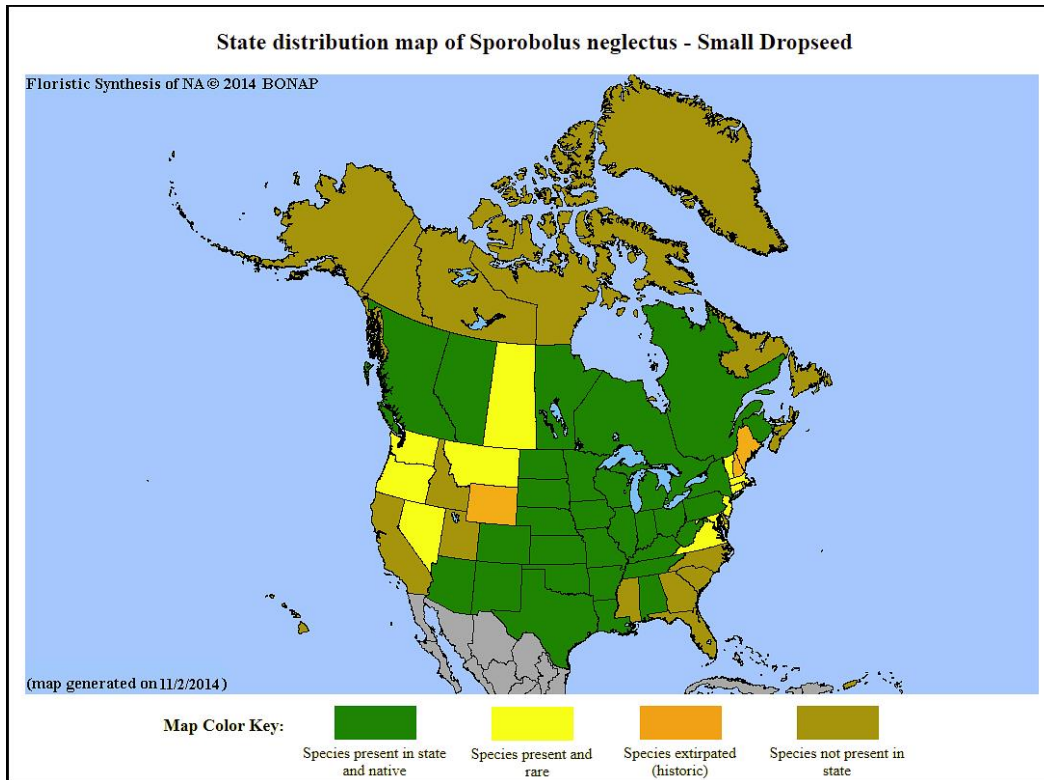 State distribution map of Sporobolus neglectus - Small Dropseed
Floristic Synthesis of NA © 2014 BONAP
(map generated on 11/2/2014)
Map Color Key:
Species present in state
and native
Species present and
rare
Species extirpated
(historic)
Species not present in
state